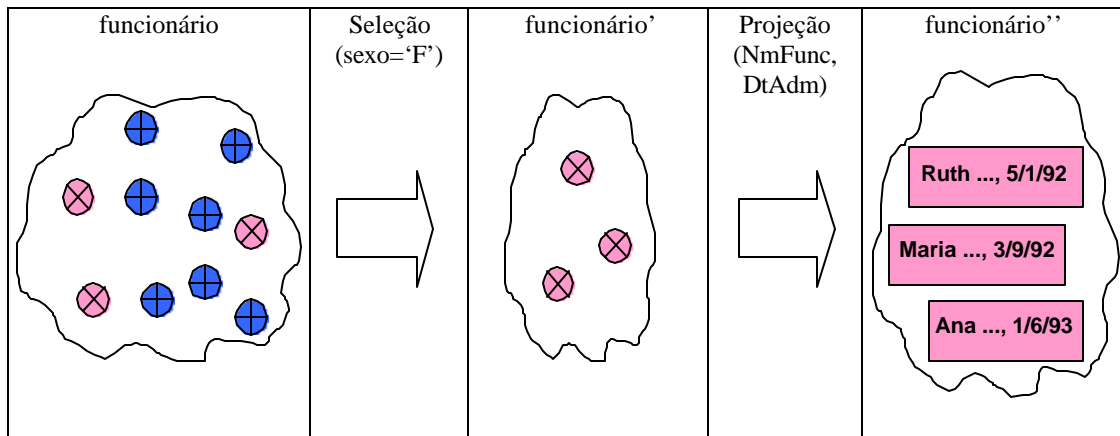 funcionário
Seleção
(sexo=‘F’)
funcionário'
Projeção
(NmFunc,
DtAdm)
funcionário’’
Ruth ..., 5/1/92
Maria ..., 3/9/92
Ana ..., 1/6/93